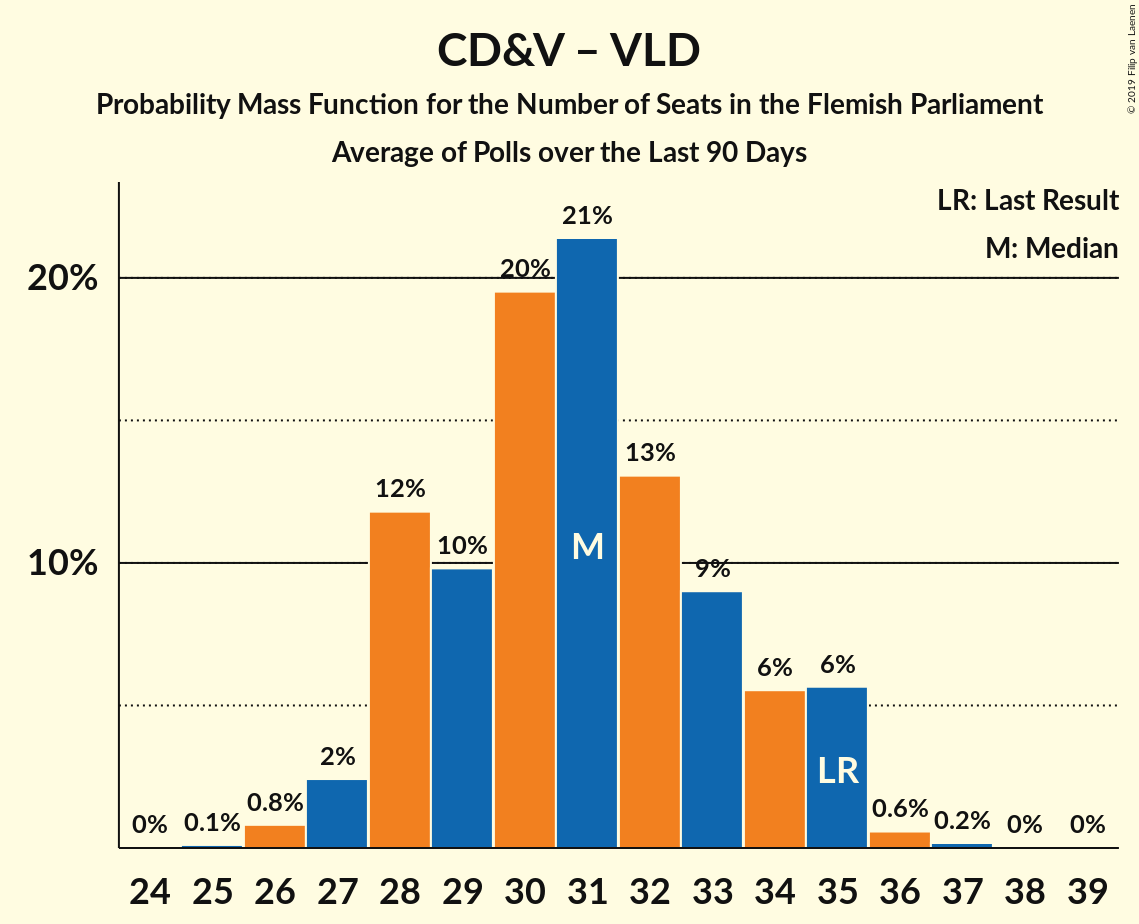 CD&V – VLD
Probability Mass Function for the Number of Seats in the Flemish Parliament
Average of Polls over the Last 90 Days
© 2019 Filip van Laenen
LR: Last Result
M: Median
21%
20%
20%
13%
12%
10%
M
10%
9%
6%
6%
LR
2%
0.8%
0.6%
0%
0.1%
0.2%
0%
0%
24 25 26 27 28 29 30 31 32 33 34 35 36 37 38 39